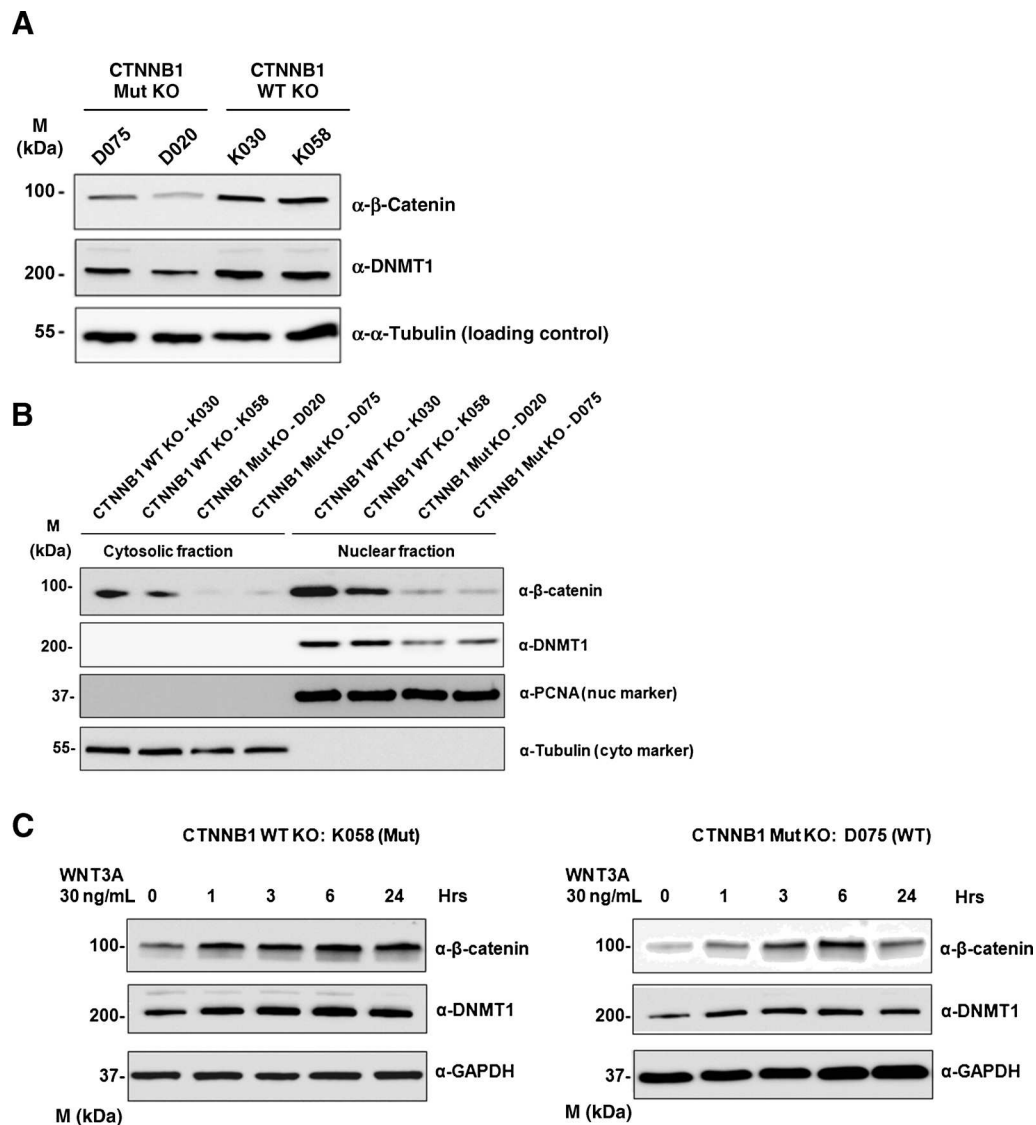 A
CTNNB1
Mut KO
CTNNB1
WT KO
M
(kDa)
D075
D020
K030
K058
100 -
α-β-Catenin
200 -
α-DNMT1
55 -
α-α-Tubulin (loading control)
B
CTNNB1 WT KO - K030
CTNNB1 WT KO - K058
CTNNB1 Mut KO - D020
CTNNB1 Mut KO - D075
CTNNB1 WT KO - K030
CTNNB1 WT KO - K058
CTNNB1 Mut KO - D020
CTNNB1 Mut KO - D075
M
(kDa)
Cytosolic fraction
Nuclear fraction
100-
α-β-catenin
200-
α-DNMT1
37-
α-PCNA (nuc marker)
55-
α-Tubulin (cyto marker)
C
CTNNB1 WT KO: K058 (Mut)
WNT3A
30 ng/mL 0 1 3 6 24 Hrs
100-
α-β-catenin
200-
α-DNMT1
37-
α-GAPDH
M (kDa)
CTNNB1 Mut KO: D075 (WT)
WNT3A
30 ng/mL 0 1 3 6 24 Hrs
100-
α-β-catenin
200-
α-DNMT1
37-
α-GAPDH
M (kDa)